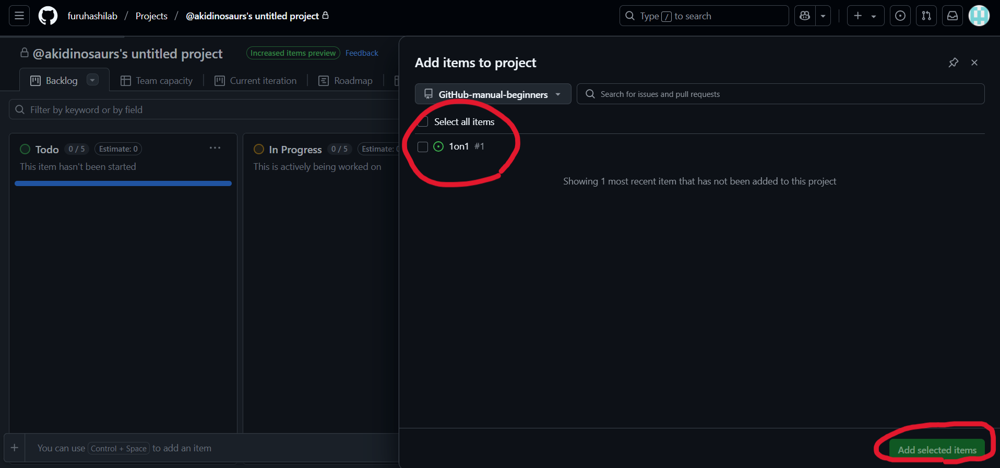 furuhashilab / Projects / @akidinosaurs's untitled project
Type / to search
@akidinosaurs's untitled project
Increased items preview
Feedback
Backlog
Team capacity
Current iteration
Roadmap
Filter by keyword or by field
Todo 0 / 5 Estimate: 0
This item hasn't been started
In Progress 0 / 5 Estimate: 0
This is actively being worked on
You can use Control + Space to add an item
Add items to project
GitHub-manual-beginners
Search for issues and pull requests
Select all items
1on1 #1
Showing 1 most recent item that has not been added to this project
Add selected items